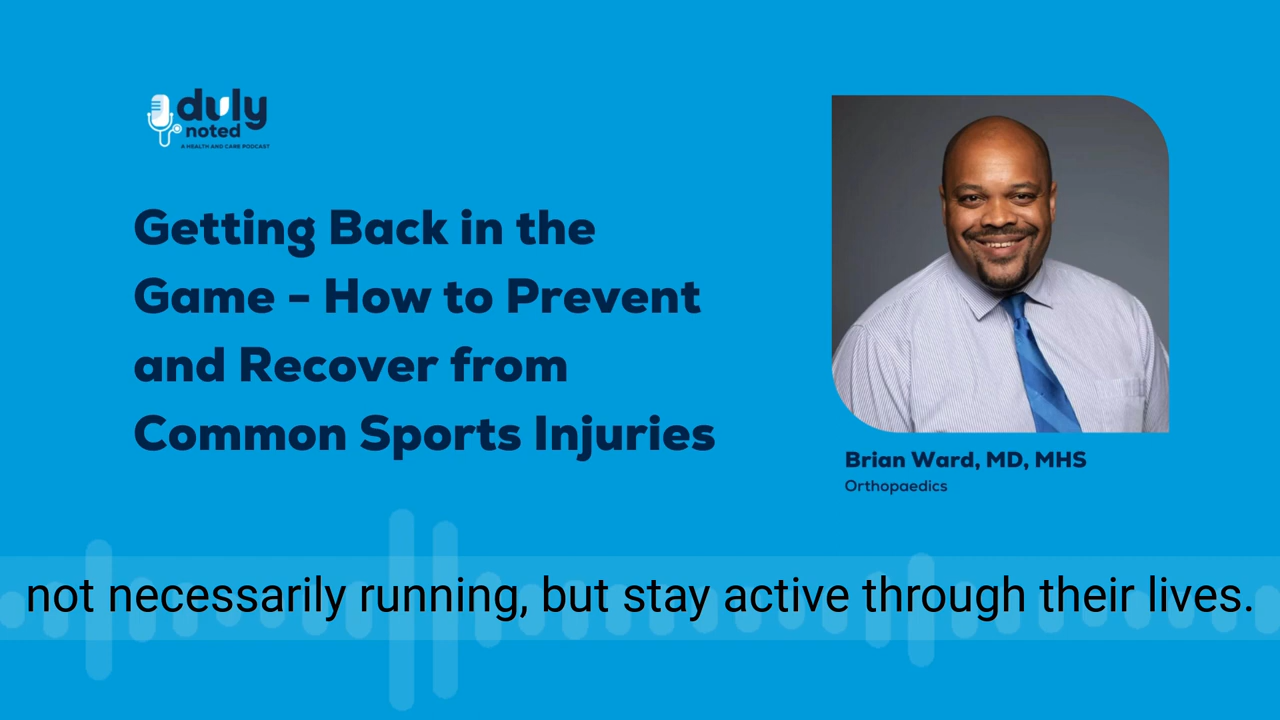 duly
noted
A HEALTH AND CARE PODCAST
Getting Back in the
Game - How to Prevent
and Recover from
Common Sports Injuries
Brian Ward, MD, MHS
Orthopaedics
not necessarily running, but stay active through their lives.